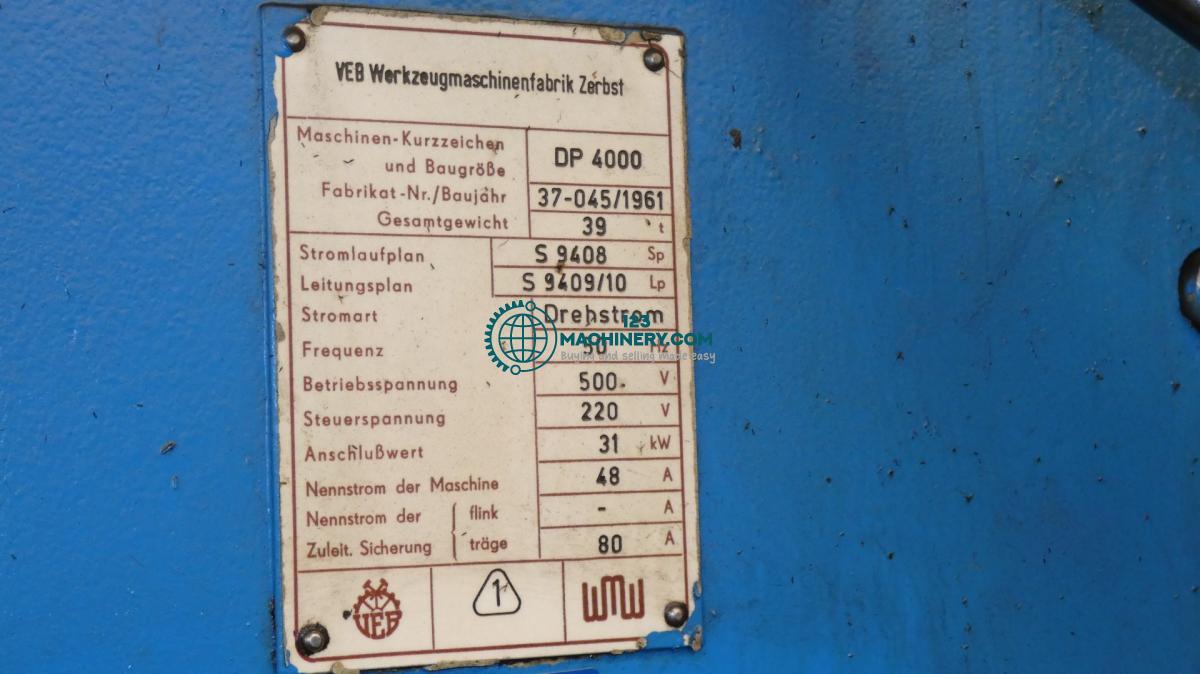 VEB Werkzeugmaschinenfabrik Zerbst
Maschinen-Kurzzeichen
und Baugröße DP 4000
Fabrikat-Nr./Baujahr 37-045/1961
Gesamtgewicht 39 t
Stromlaufplan S 9408 Sp
Leitungsplan S 9409/10 Lp
Stromart Drehstrom
123
MACHINERY.COM
Buying and selling made easy
Frequenz 50 Hz
Betriebsspannung 500 V
Steuerspannung 220 V
Anschlußwert 31 kW
Nennstrom der Maschine 48 A
Nennstrom der flink - A
Zuleit. Sicherung träge 80 A
VEB 1 WMW